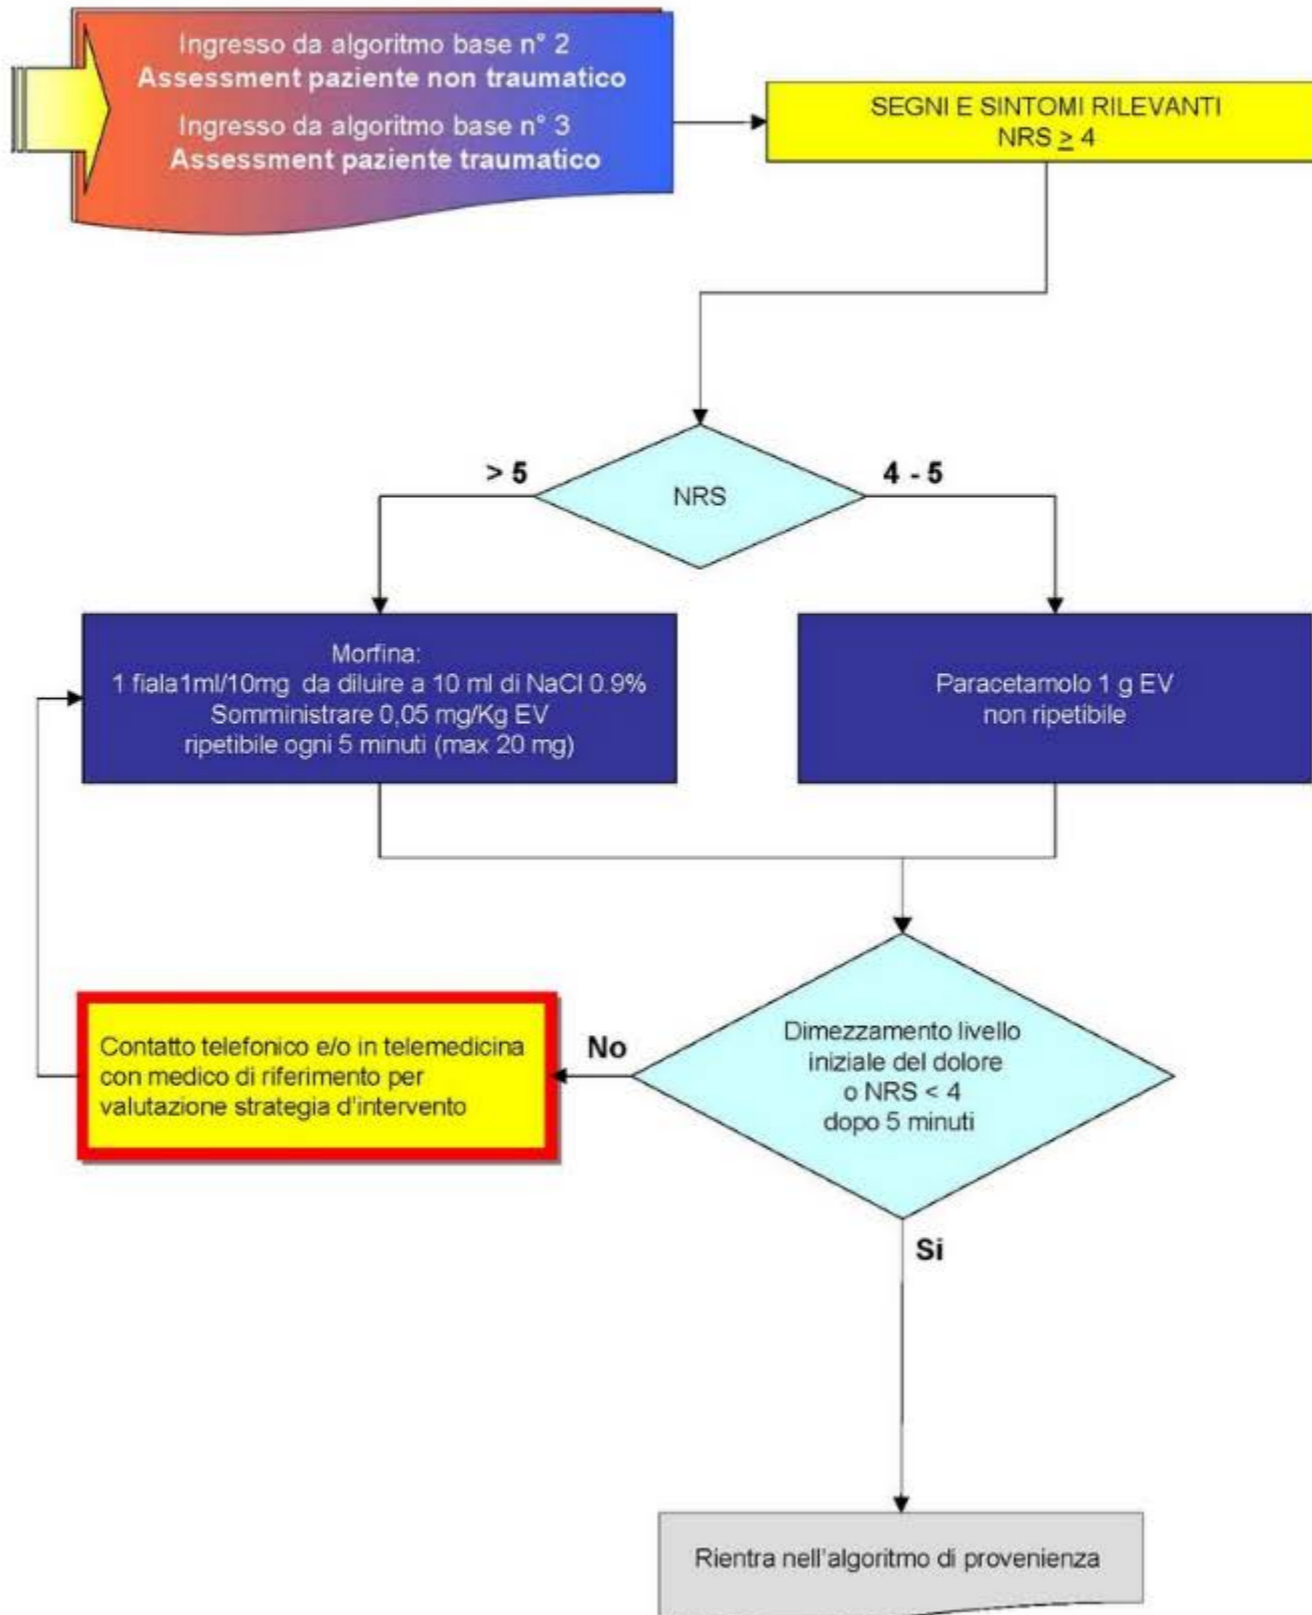 Ingresso da algoritmo base n° 2
Assessment paziente non traumatico
Ingresso da algoritmo base n° 3
Assessment paziente traumatico
SEGNI E SINTOMI RILEVANTI
NRS ≥ 4
> 5
NRS
4 - 5
Morfina:
1 fiala1ml/10mg da diluire a 10 ml di NaCl 0.9%
Somministrare 0,05 mg/Kg EV
ripetibile ogni 5 minuti (max 20 mg)
Paracetamolo 1 g EV
non ripetibile
Dimezzamento livello
iniziale del dolore
o NRS < 4
dopo 5 minuti
No
Contatto telefonico e/o in telemedicina
con medico di riferimento per
valutazione strategia d'intervento
Si
Rientra nell'algoritmo di provenienza